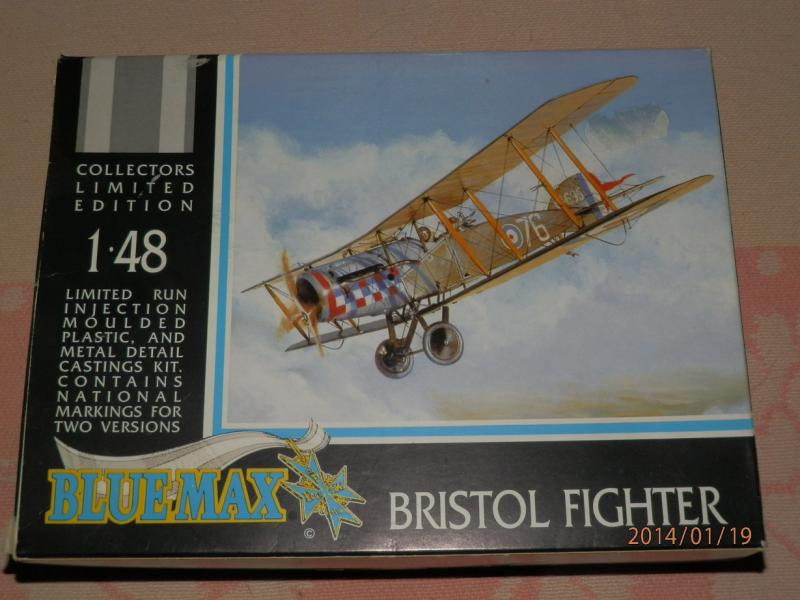 COLLECTORS
LIMITED
EDITION
1:48
LIMITED RUN
INJECTION
MOULDED
PLASTIC, AND
METAL DETAIL
CASTINGS KIT.
CONTAINS
NATIONAL
MARKINGS FOR
TWO VERSIONS
76
BLUE MAX
©
BRISTOL FIGHTER
2014/01/19